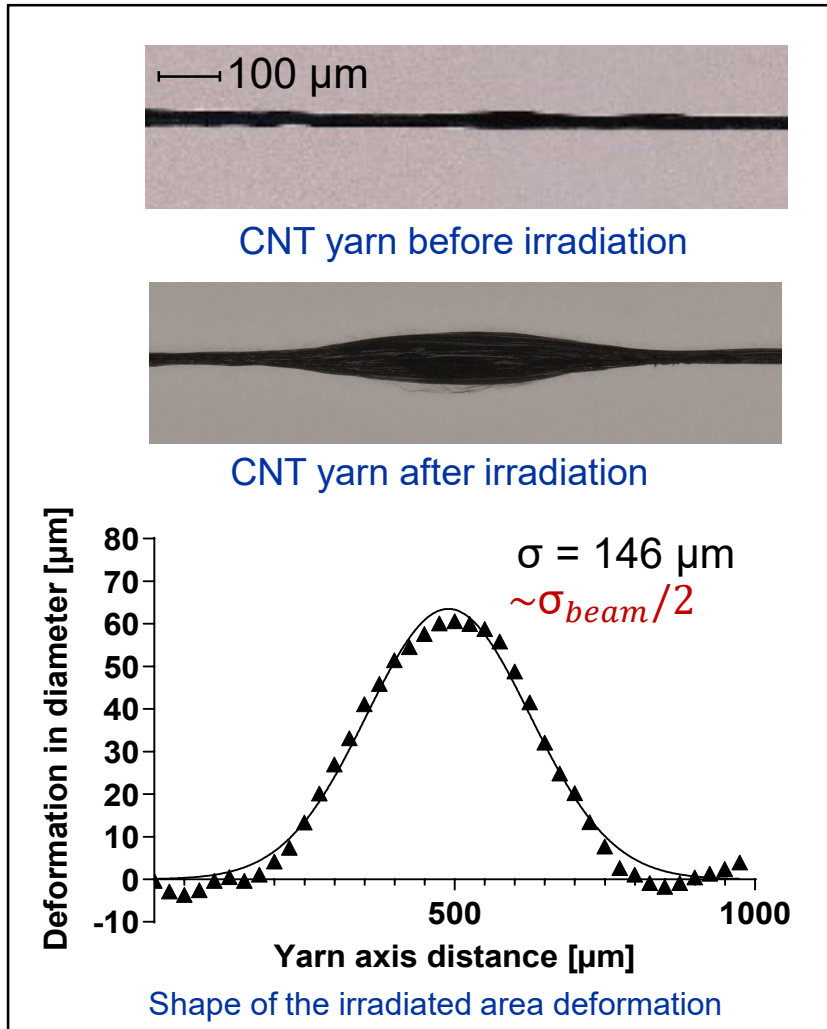 100 µm
CNT yarn before irradiation
CNT yarn after irradiation
σ = 146 µm
~σ_beam/2
Deformation in diameter [µm]
80
70
60
50
40
30
20
10
0
-10
500
1000
Yarn axis distance [µm]
Shape of the irradiated area deformation